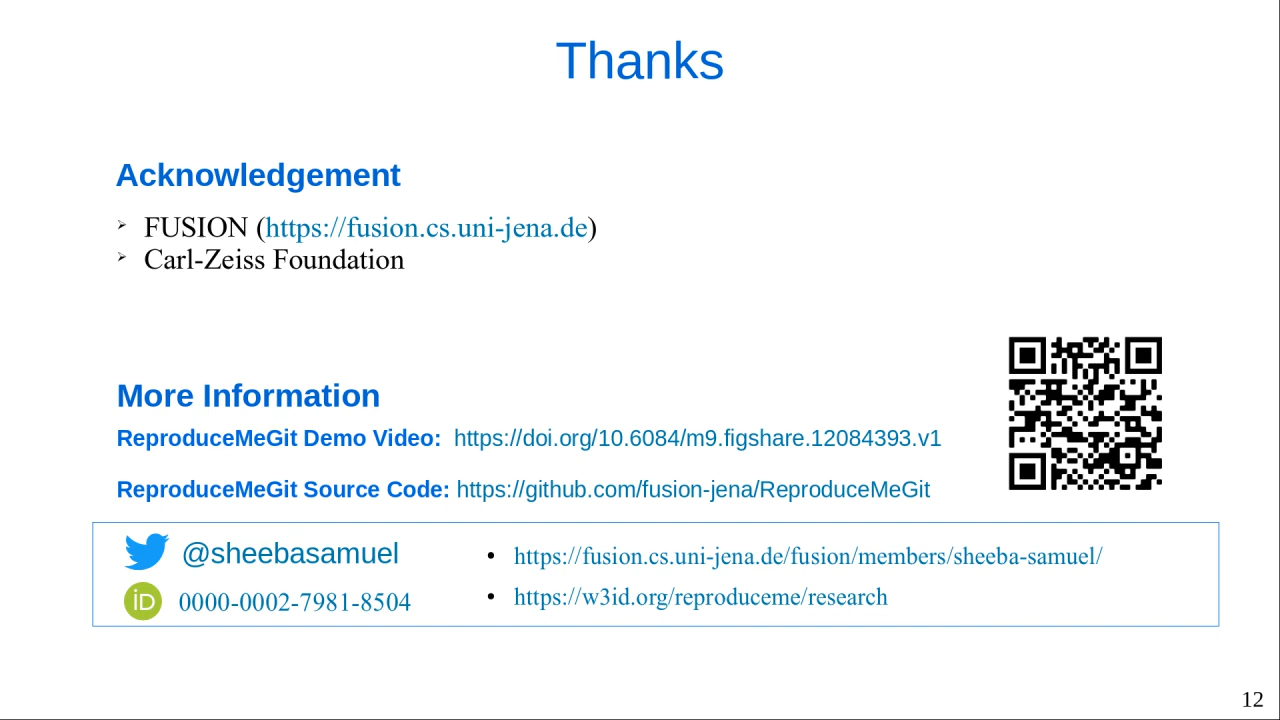 Thanks
Acknowledgement
➢ FUSION (https://fusion.cs.uni-jena.de)
➢ Carl-Zeiss Foundation
More Information
ReproduceMeGit Demo Video: https://doi.org/10.6084/m9.figshare.12084393.v1
ReproduceMeGit Source Code: https://github.com/fusion-jena/ReproduceMeGit
@sheebasamuel
iD 0000-0002-7981-8504
• https://fusion.cs.uni-jena.de/fusion/members/sheeba-samuel/
• https://w3id.org/reproduceme/research
12